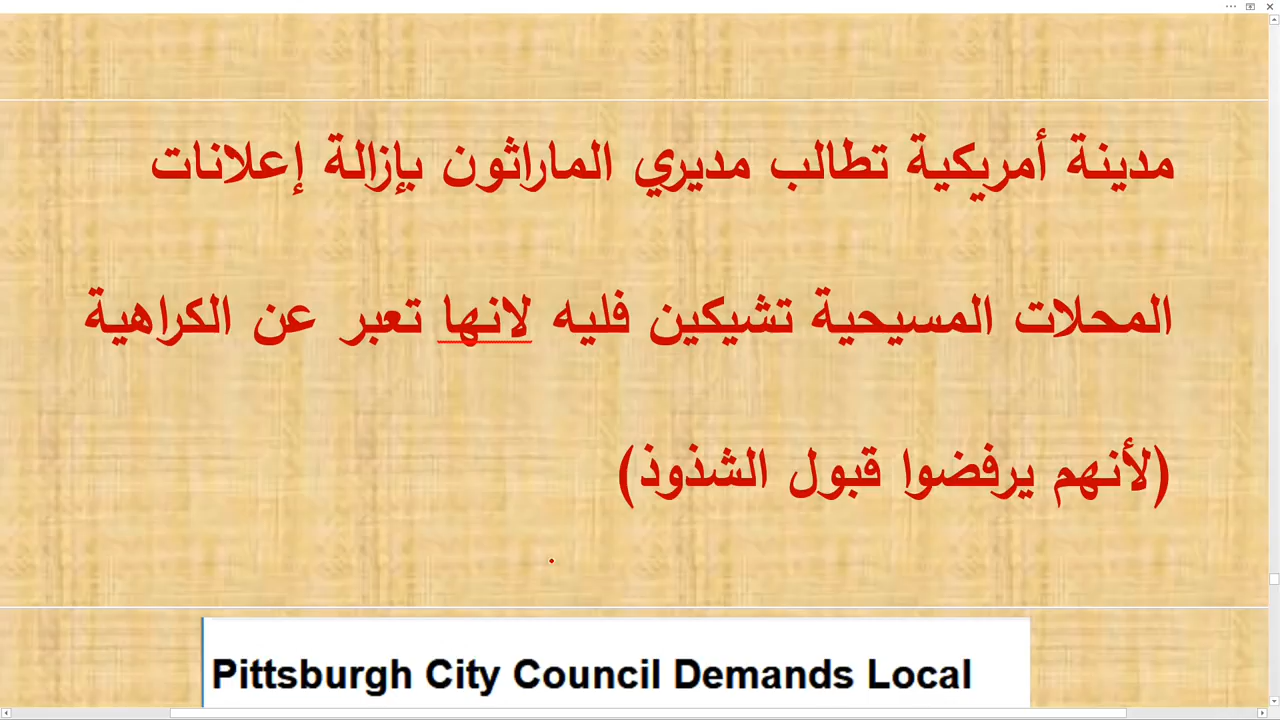 مدينة أمريكية تطالب مديري الماراثون بإزالة إعلانات
المحلات المسيحية تشيكين فليه لانها تعبر عن الكراهية
(لأنهم يرفضوا قبول الشذوذ)
Pittsburgh City Council Demands Local